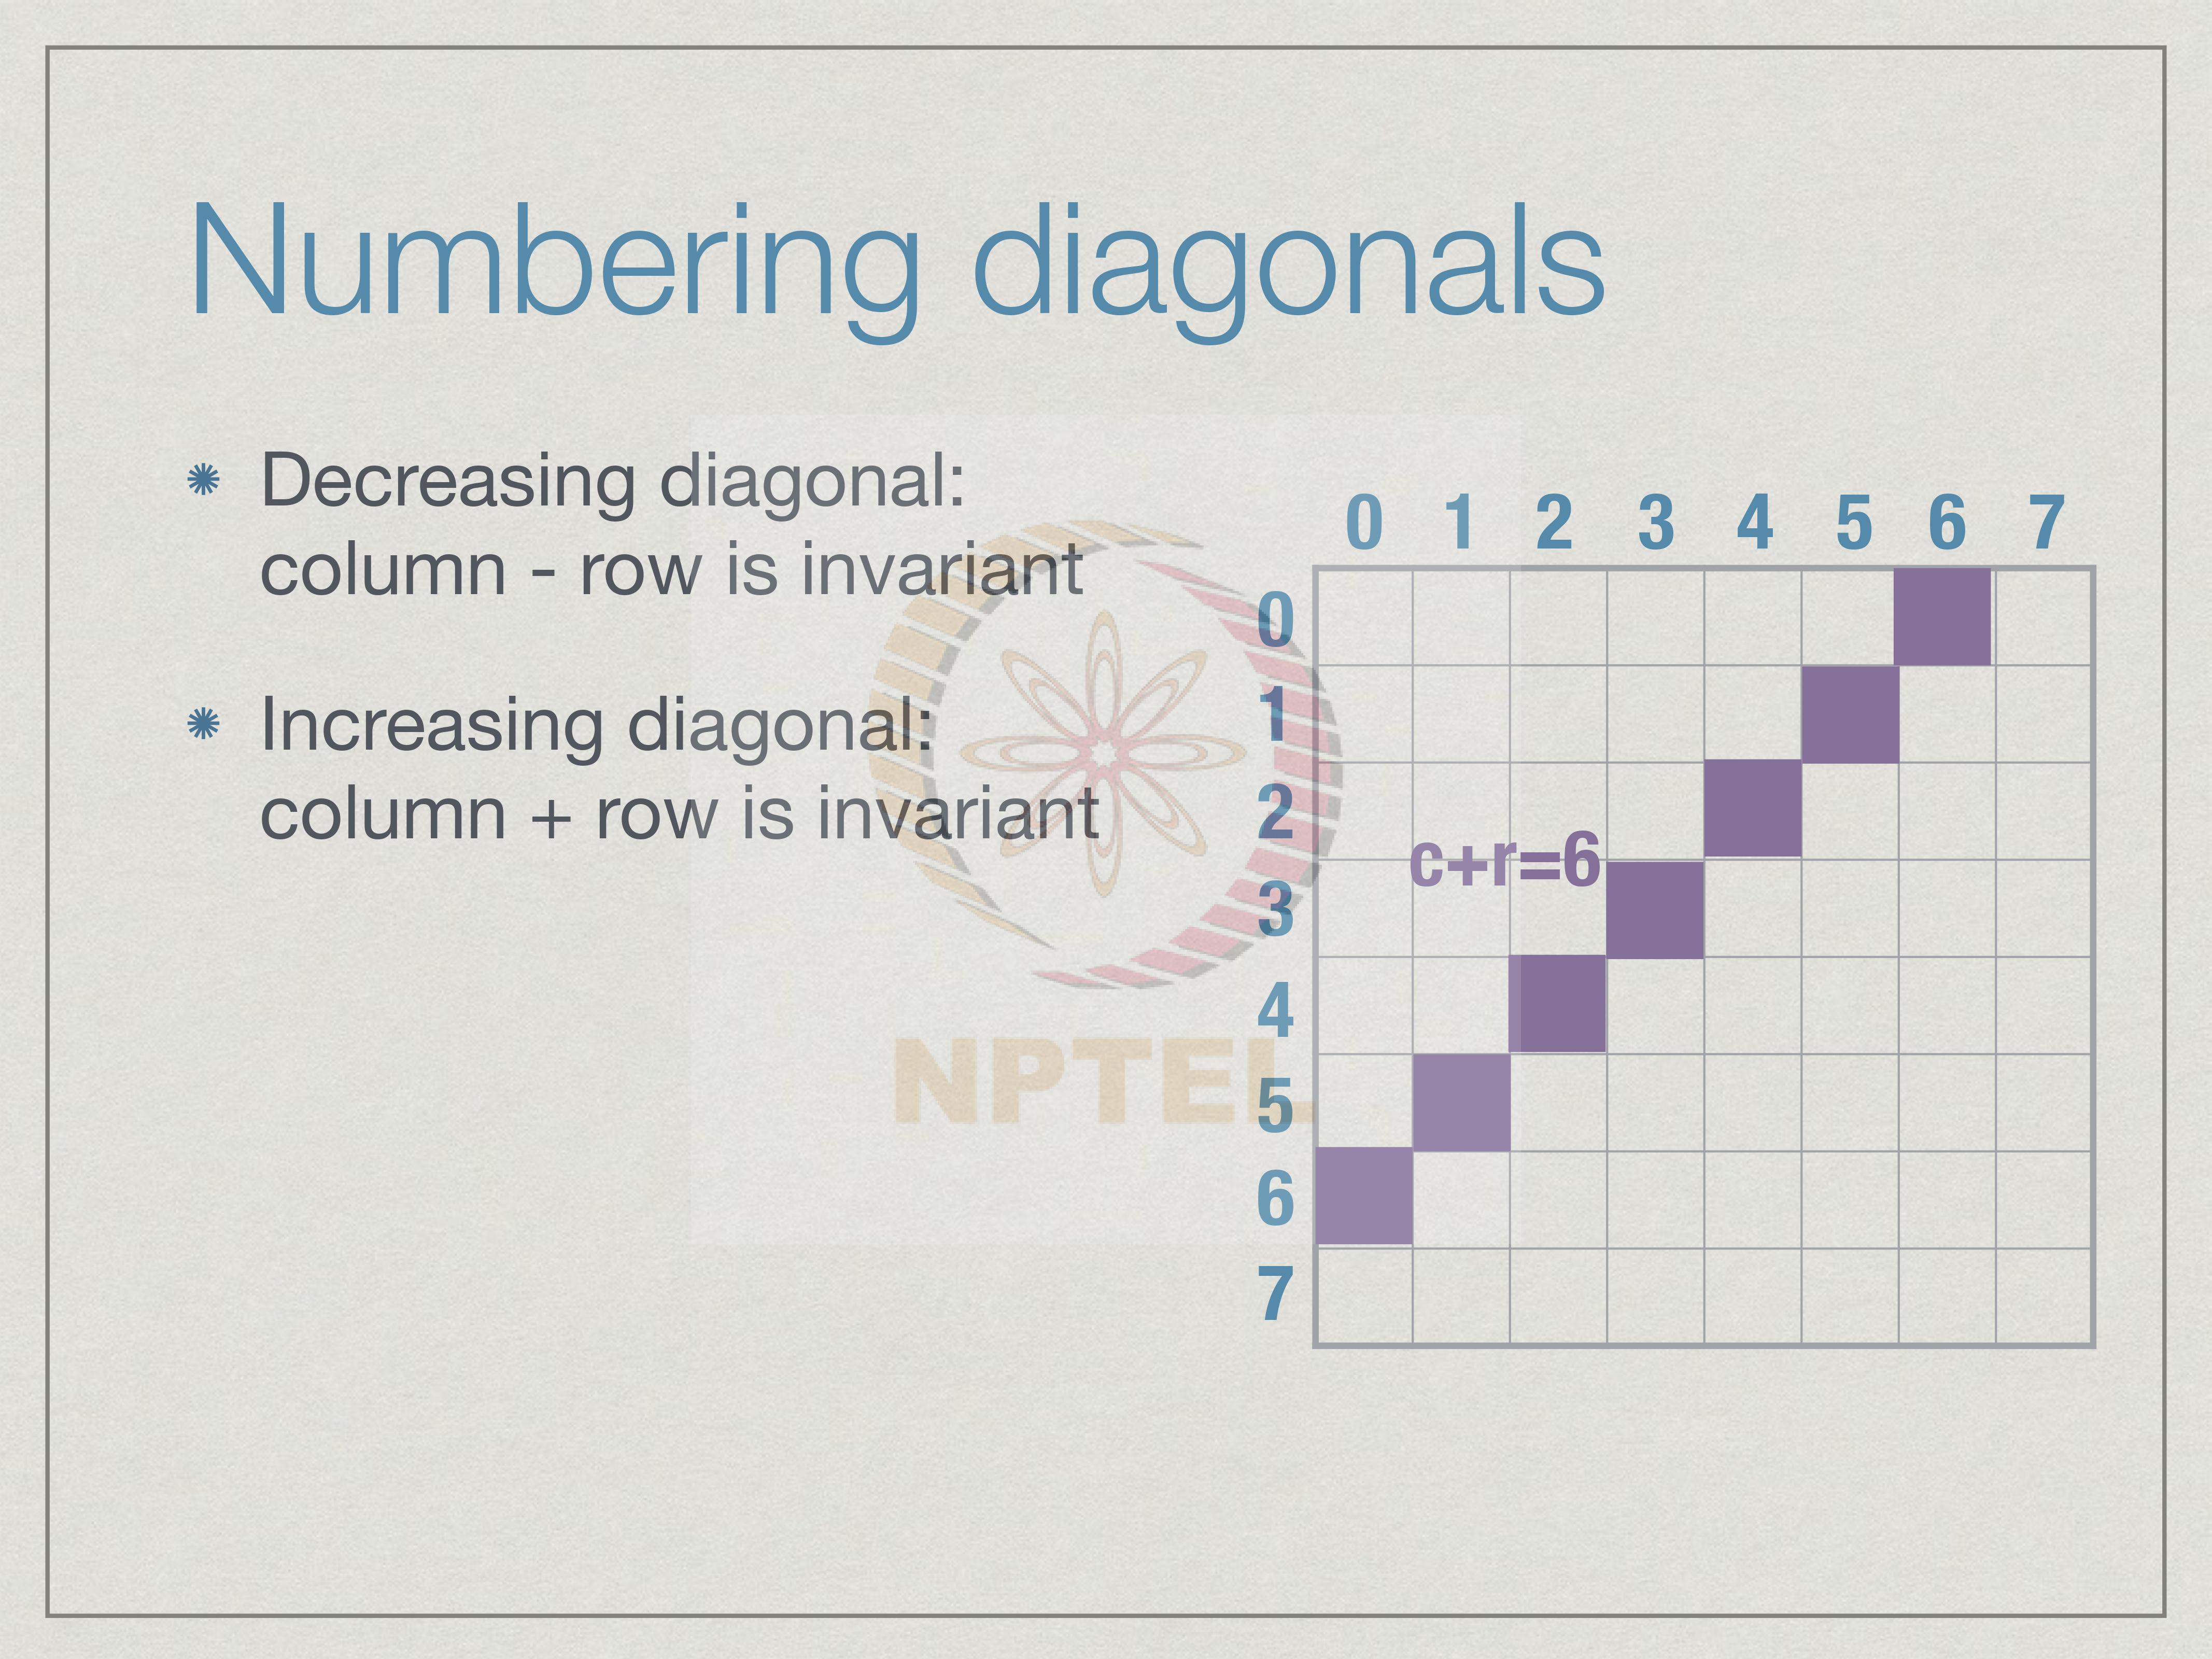 Numbering diagonals
Decreasing diagonal:
column - row is invariant
Increasing diagonal:
column + row is invariant
0 1 2 3 4 5 6 7
0
1
2
c+r=6
3
4
5
6
7
NPTEL